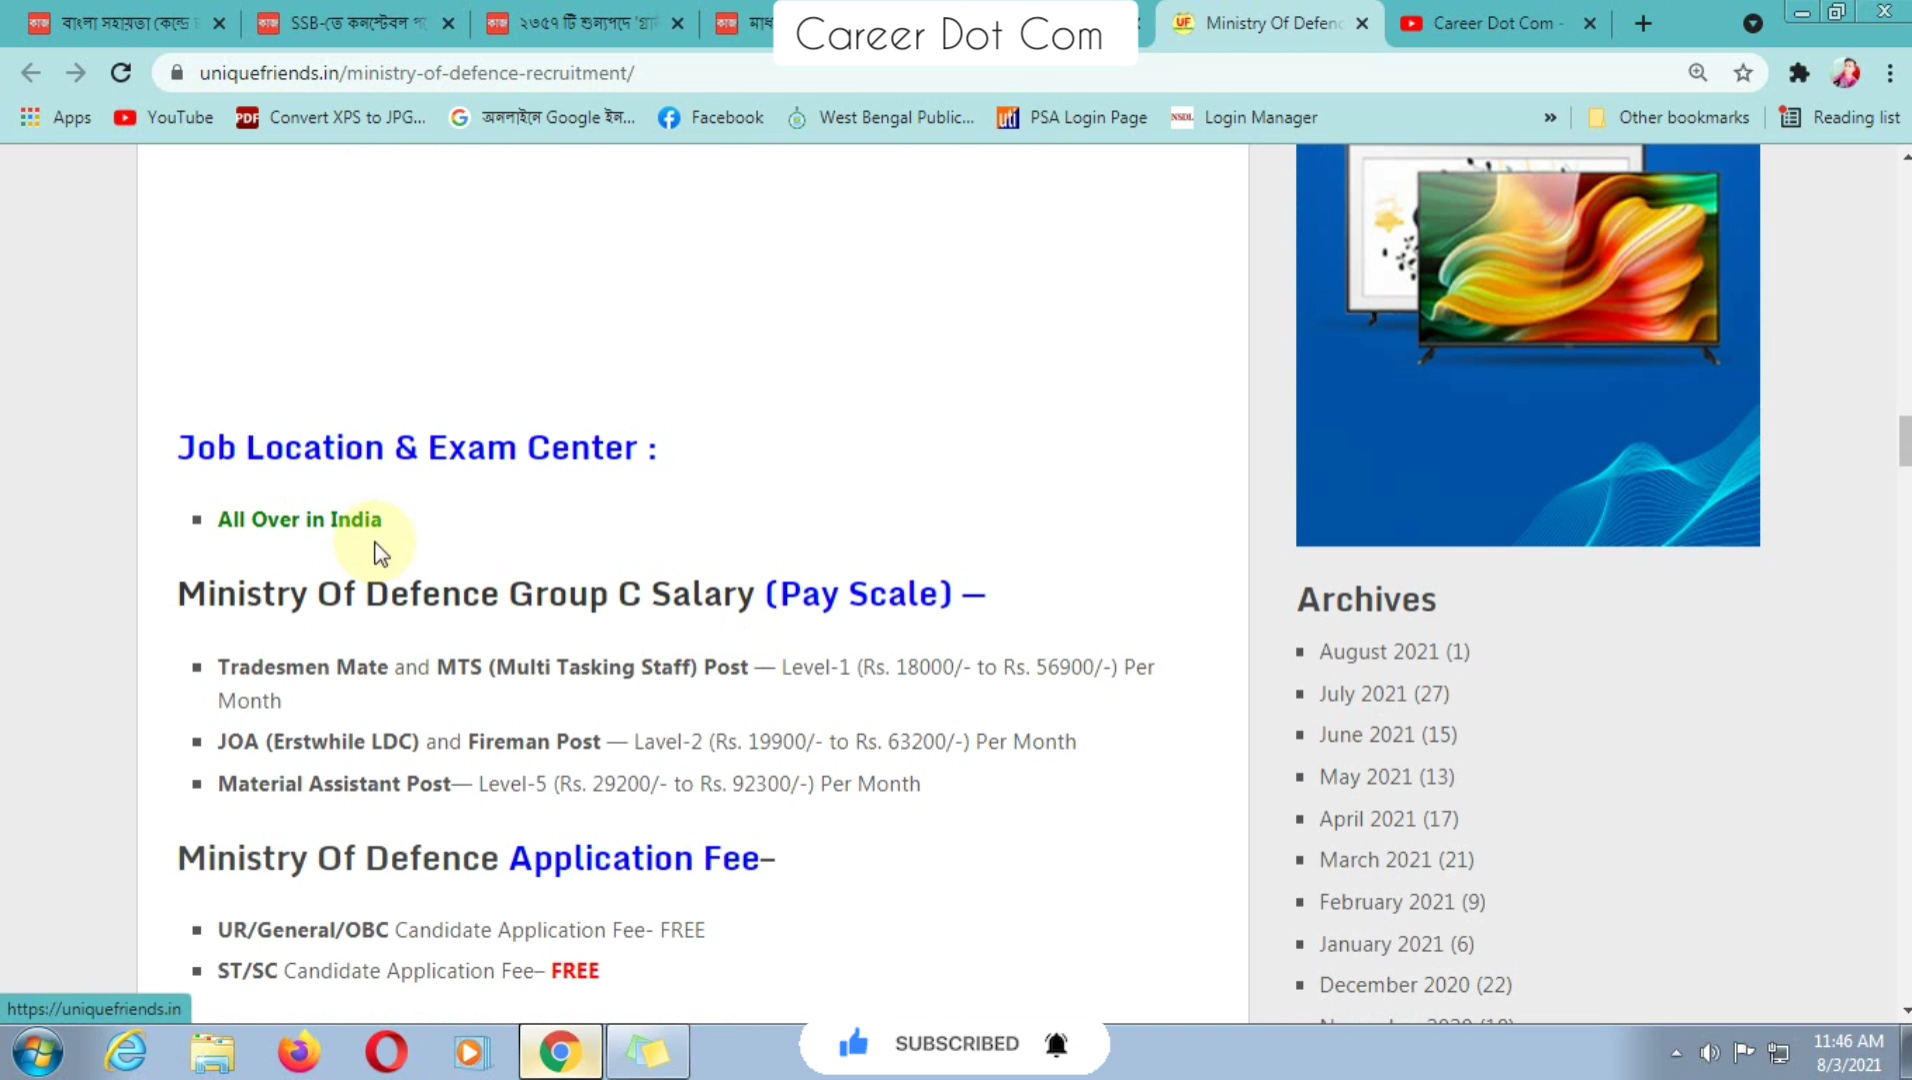 বাংলা সহায়তা কেন্দ্রে
SSB-তে কনস্টেবল প
২৩৫৭ টি শুন্যপদে 'গ্রা
মাধ
Ministry Of Defenc
Career Dot Com -
Career Dot Com
uniquefriends.in/ministry-of-defence-recruitment/
Apps YouTube Convert XPS to JPG... অনলাইনে Google ইন... Facebook West Bengal Public... PSA Login Page Login Manager » Other bookmarks Reading list
Job Location & Exam Center :
All Over in India
Ministry Of Defence Group C Salary (Pay Scale) —
Tradesmen Mate and MTS (Multi Tasking Staff) Post — Level-1 (Rs. 18000/- to Rs. 56900/-) Per
Month
JOA (Erstwhile LDC) and Fireman Post — Lavel-2 (Rs. 19900/- to Rs. 63200/-) Per Month
Material Assistant Post— Level-5 (Rs. 29200/- to Rs. 92300/-) Per Month
Ministry Of Defence Application Fee–
UR/General/OBC Candidate Application Fee- FREE
ST/SC Candidate Application Fee– FREE
Archives
August 2021 (1)
July 2021 (27)
June 2021 (15)
May 2021 (13)
April 2021 (17)
March 2021 (21)
February 2021 (9)
January 2021 (6)
December 2020 (22)
https://uniquefriends.in
SUBSCRIBED
11:46 AM
8/3/2021